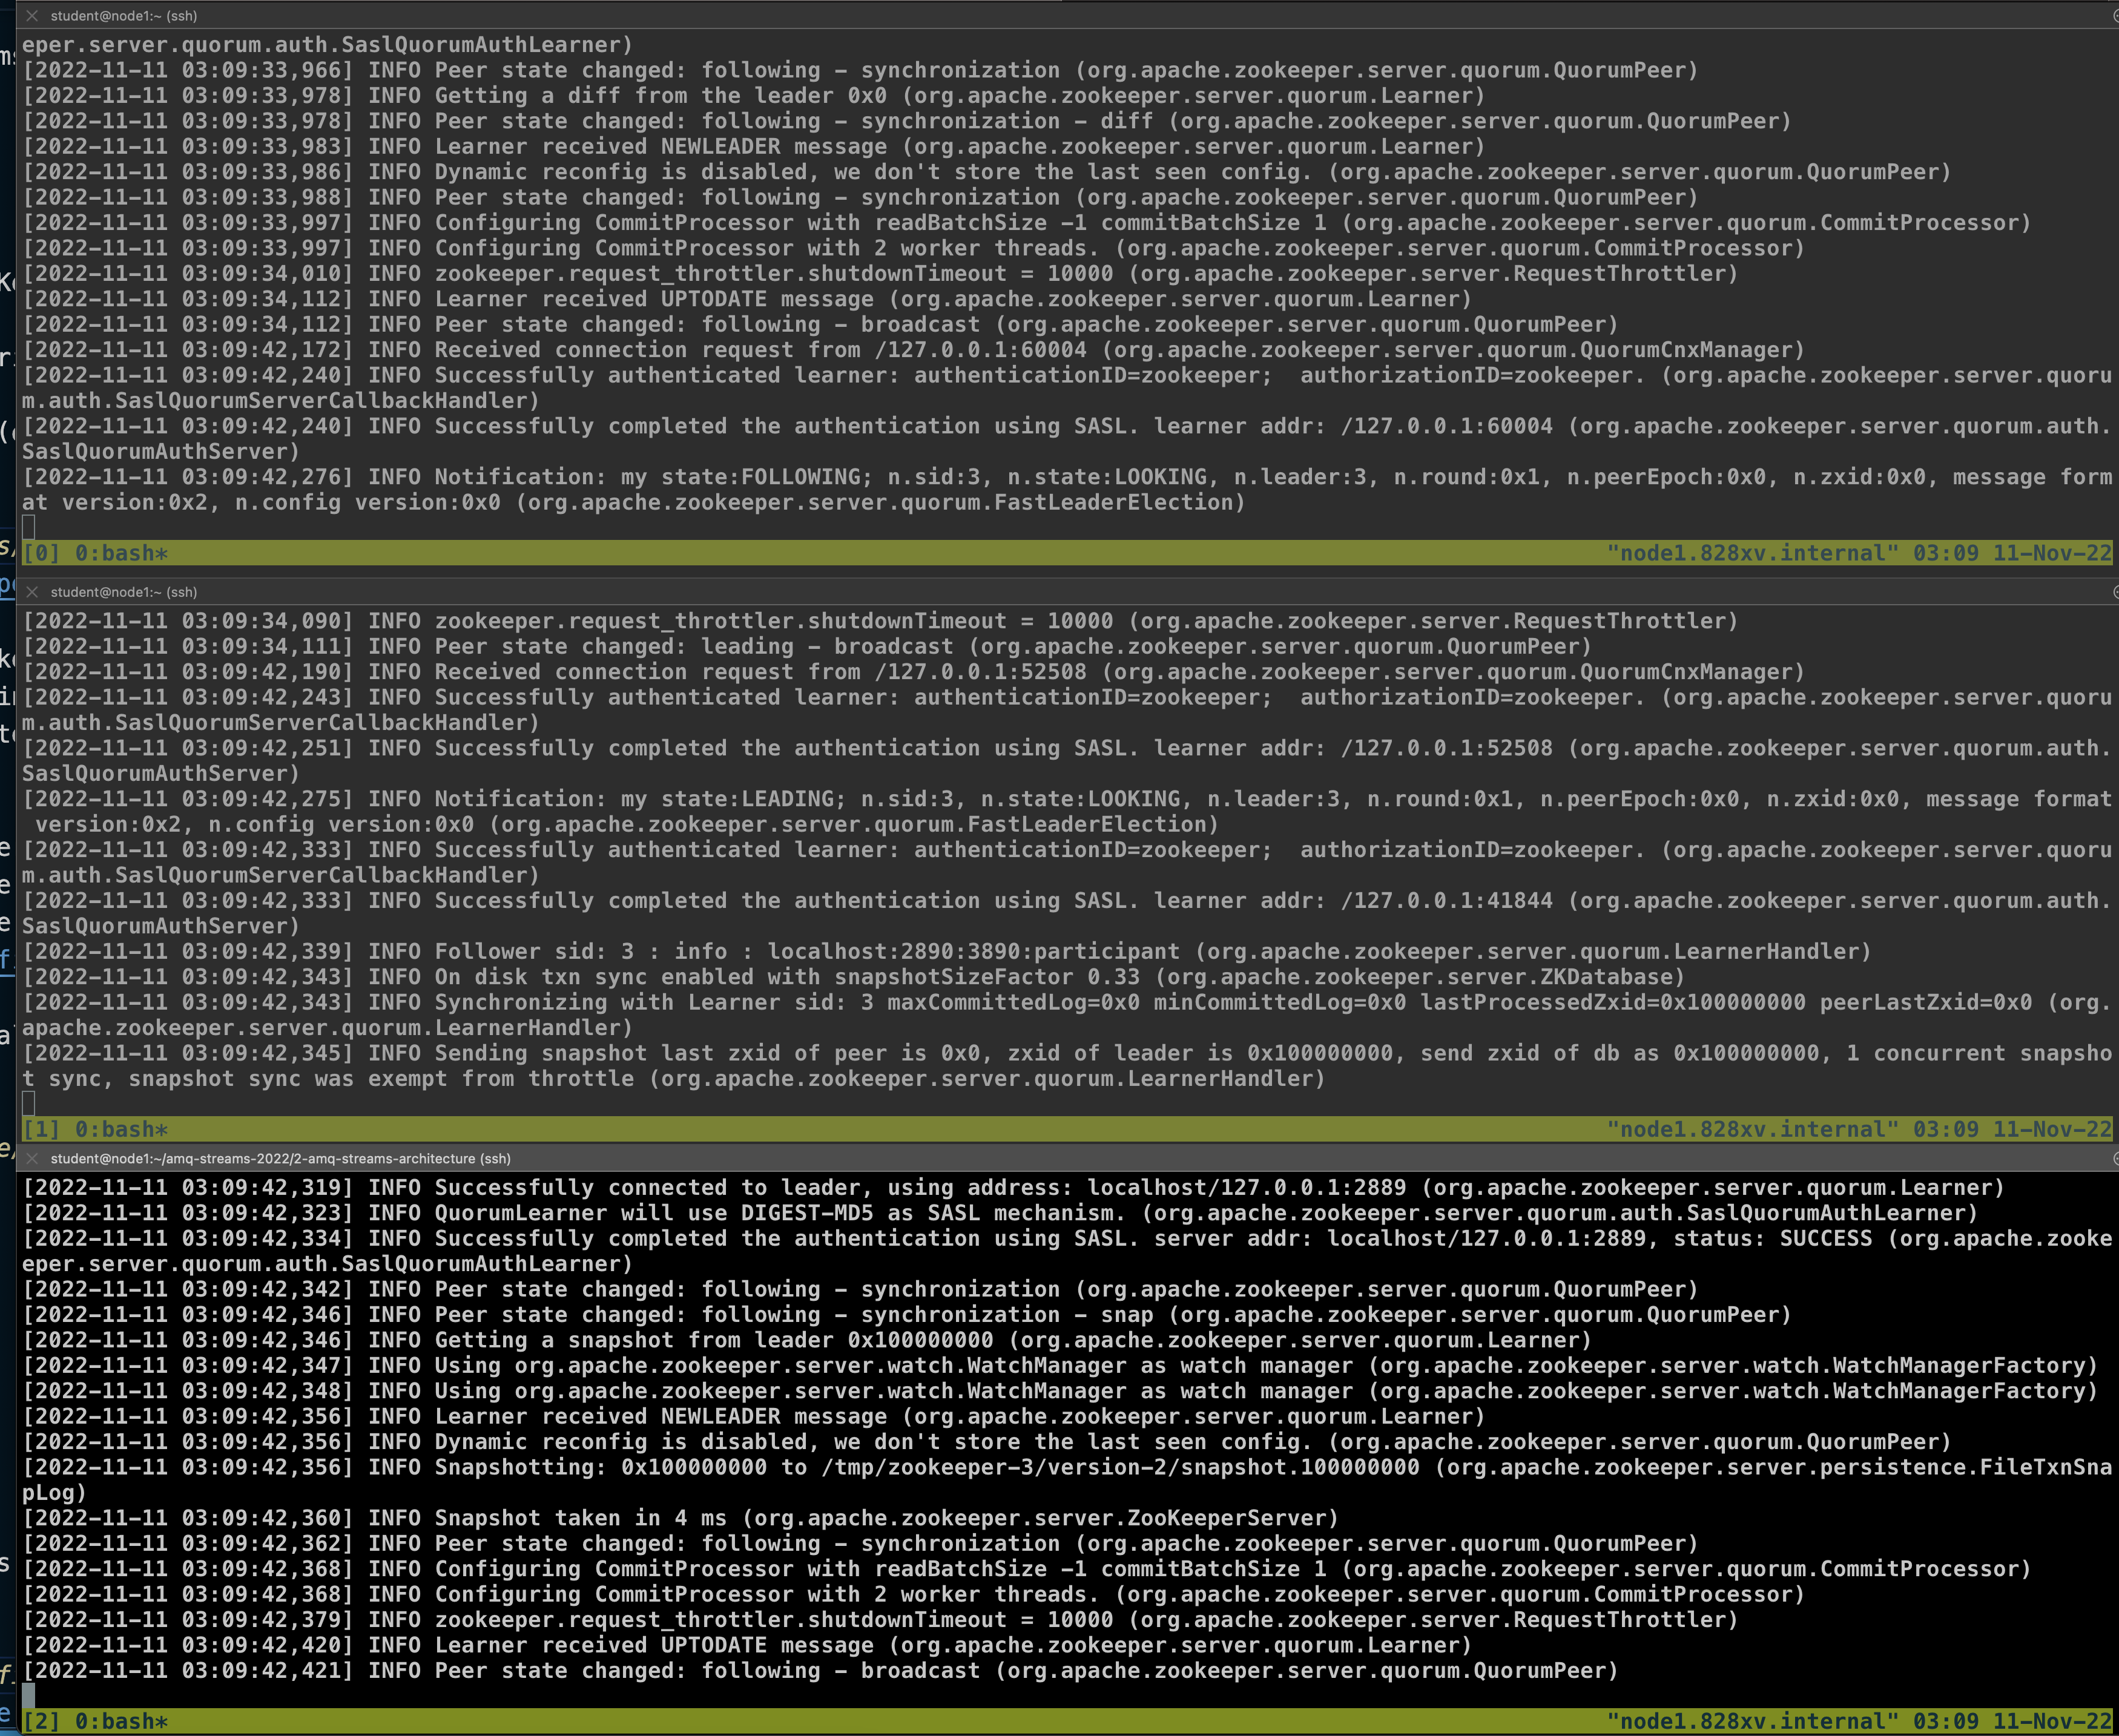 student@node1:~ (ssh)
eper.server.quorum.auth.SaslQuorumAuthLearner)
[2022-11-11 03:09:33,966] INFO Peer state changed: following - synchronization (org.apache.zookeeper.server.quorum.QuorumPeer)
[2022-11-11 03:09:33,978] INFO Getting a diff from the leader 0x0 (org.apache.zookeeper.server.quorum.Learner)
[2022-11-11 03:09:33,978] INFO Peer state changed: following - synchronization - diff (org.apache.zookeeper.server.quorum.QuorumPeer)
[2022-11-11 03:09:33,983] INFO Learner received NEWLEADER message (org.apache.zookeeper.server.quorum.Learner)
[2022-11-11 03:09:33,986] INFO Dynamic reconfig is disabled, we don't store the last seen config. (org.apache.zookeeper.server.quorum.QuorumPeer)
[2022-11-11 03:09:33,988] INFO Peer state changed: following - synchronization (org.apache.zookeeper.server.quorum.QuorumPeer)
[2022-11-11 03:09:33,997] INFO Configuring CommitProcessor with readBatchSize -1 commitBatchSize 1 (org.apache.zookeeper.server.quorum.CommitProcessor)
[2022-11-11 03:09:33,997] INFO Configuring CommitProcessor with 2 worker threads. (org.apache.zookeeper.server.quorum.CommitProcessor)
[2022-11-11 03:09:34,010] INFO zookeeper.request_throttler.shutdownTimeout = 10000 (org.apache.zookeeper.server.RequestThrottler)
[2022-11-11 03:09:34,112] INFO Learner received UPTODATE message (org.apache.zookeeper.server.quorum.Learner)
[2022-11-11 03:09:34,112] INFO Peer state changed: following - broadcast (org.apache.zookeeper.server.quorum.QuorumPeer)
[2022-11-11 03:09:42,172] INFO Received connection request from /127.0.0.1:60004 (org.apache.zookeeper.server.quorum.QuorumCnxManager)
[2022-11-11 03:09:42,240] INFO Successfully authenticated learner: authenticationID=zookeeper;  authorizationID=zookeeper. (org.apache.zookeeper.server.quoru
m.auth.SaslQuorumServerCallbackHandler)
[2022-11-11 03:09:42,240] INFO Successfully completed the authentication using SASL. learner addr: /127.0.0.1:60004 (org.apache.zookeeper.server.quorum.auth.
SaslQuorumAuthServer)
[2022-11-11 03:09:42,276] INFO Notification: my state:FOLLOWING; n.sid:3, n.state:LOOKING, n.leader:3, n.round:0x1, n.peerEpoch:0x0, n.zxid:0x0, message form
at version:0x2, n.config version:0x0 (org.apache.zookeeper.server.quorum.FastLeaderElection)
[0] 0:bash* "node1.828xv.internal" 03:09 11-Nov-22
student@node1:~ (ssh)
[2022-11-11 03:09:34,090] INFO zookeeper.request_throttler.shutdownTimeout = 10000 (org.apache.zookeeper.server.RequestThrottler)
[2022-11-11 03:09:34,111] INFO Peer state changed: leading - broadcast (org.apache.zookeeper.server.quorum.QuorumPeer)
[2022-11-11 03:09:42,190] INFO Received connection request from /127.0.0.1:52508 (org.apache.zookeeper.server.quorum.QuorumCnxManager)
[2022-11-11 03:09:42,243] INFO Successfully authenticated learner: authenticationID=zookeeper;  authorizationID=zookeeper. (org.apache.zookeeper.server.quoru
m.auth.SaslQuorumServerCallbackHandler)
[2022-11-11 03:09:42,251] INFO Successfully completed the authentication using SASL. learner addr: /127.0.0.1:52508 (org.apache.zookeeper.server.quorum.auth.
SaslQuorumAuthServer)
[2022-11-11 03:09:42,275] INFO Notification: my state:LEADING; n.sid:3, n.state:LOOKING, n.leader:3, n.round:0x1, n.peerEpoch:0x0, n.zxid:0x0, message format
 version:0x2, n.config version:0x0 (org.apache.zookeeper.server.quorum.FastLeaderElection)
[2022-11-11 03:09:42,333] INFO Successfully authenticated learner: authenticationID=zookeeper;  authorizationID=zookeeper. (org.apache.zookeeper.server.quoru
m.auth.SaslQuorumServerCallbackHandler)
[2022-11-11 03:09:42,333] INFO Successfully completed the authentication using SASL. learner addr: /127.0.0.1:41844 (org.apache.zookeeper.server.quorum.auth.
SaslQuorumAuthServer)
[2022-11-11 03:09:42,339] INFO Follower sid: 3 : info : localhost:2890:3890:participant (org.apache.zookeeper.server.quorum.LearnerHandler)
[2022-11-11 03:09:42,343] INFO On disk txn sync enabled with snapshotSizeFactor 0.33 (org.apache.zookeeper.server.ZKDatabase)
[2022-11-11 03:09:42,343] INFO Synchronizing with Learner sid: 3 maxCommittedLog=0x0 minCommittedLog=0x0 lastProcessedZxid=0x100000000 peerLastZxid=0x0 (org.
apache.zookeeper.server.quorum.LearnerHandler)
[2022-11-11 03:09:42,345] INFO Sending snapshot last zxid of peer is 0x0, zxid of leader is 0x100000000, send zxid of db as 0x100000000, 1 concurrent snapsho
t sync, snapshot sync was exempt from throttle (org.apache.zookeeper.server.quorum.LearnerHandler)
[1] 0:bash* "node1.828xv.internal" 03:09 11-Nov-22
student@node1:~/amq-streams-2022/2-amq-streams-architecture (ssh)
[2022-11-11 03:09:42,319] INFO Successfully connected to leader, using address: localhost/127.0.0.1:2889 (org.apache.zookeeper.server.quorum.Learner)
[2022-11-11 03:09:42,323] INFO QuorumLearner will use DIGEST-MD5 as SASL mechanism. (org.apache.zookeeper.server.quorum.auth.SaslQuorumAuthLearner)
[2022-11-11 03:09:42,334] INFO Successfully completed the authentication using SASL. server addr: localhost/127.0.0.1:2889, status: SUCCESS (org.apache.zooke
eper.server.quorum.auth.SaslQuorumAuthLearner)
[2022-11-11 03:09:42,342] INFO Peer state changed: following - synchronization (org.apache.zookeeper.server.quorum.QuorumPeer)
[2022-11-11 03:09:42,346] INFO Peer state changed: following - synchronization - snap (org.apache.zookeeper.server.quorum.QuorumPeer)
[2022-11-11 03:09:42,346] INFO Getting a snapshot from leader 0x100000000 (org.apache.zookeeper.server.quorum.Learner)
[2022-11-11 03:09:42,347] INFO Using org.apache.zookeeper.server.watch.WatchManager as watch manager (org.apache.zookeeper.server.watch.WatchManagerFactory)
[2022-11-11 03:09:42,348] INFO Using org.apache.zookeeper.server.watch.WatchManager as watch manager (org.apache.zookeeper.server.watch.WatchManagerFactory)
[2022-11-11 03:09:42,356] INFO Learner received NEWLEADER message (org.apache.zookeeper.server.quorum.Learner)
[2022-11-11 03:09:42,356] INFO Dynamic reconfig is disabled, we don't store the last seen config. (org.apache.zookeeper.server.quorum.QuorumPeer)
[2022-11-11 03:09:42,356] INFO Snapshotting: 0x100000000 to /tmp/zookeeper-3/version-2/snapshot.100000000 (org.apache.zookeeper.server.persistence.FileTxnSna
pLog)
[2022-11-11 03:09:42,360] INFO Snapshot taken in 4 ms (org.apache.zookeeper.server.ZooKeeperServer)
[2022-11-11 03:09:42,362] INFO Peer state changed: following - synchronization (org.apache.zookeeper.server.quorum.QuorumPeer)
[2022-11-11 03:09:42,368] INFO Configuring CommitProcessor with readBatchSize -1 commitBatchSize 1 (org.apache.zookeeper.server.quorum.CommitProcessor)
[2022-11-11 03:09:42,368] INFO Configuring CommitProcessor with 2 worker threads. (org.apache.zookeeper.server.quorum.CommitProcessor)
[2022-11-11 03:09:42,379] INFO zookeeper.request_throttler.shutdownTimeout = 10000 (org.apache.zookeeper.server.RequestThrottler)
[2022-11-11 03:09:42,420] INFO Learner received UPTODATE message (org.apache.zookeeper.server.quorum.Learner)
[2022-11-11 03:09:42,421] INFO Peer state changed: following - broadcast (org.apache.zookeeper.server.quorum.QuorumPeer)
[2] 0:bash* "node1.828xv.internal" 03:09 11-Nov-22